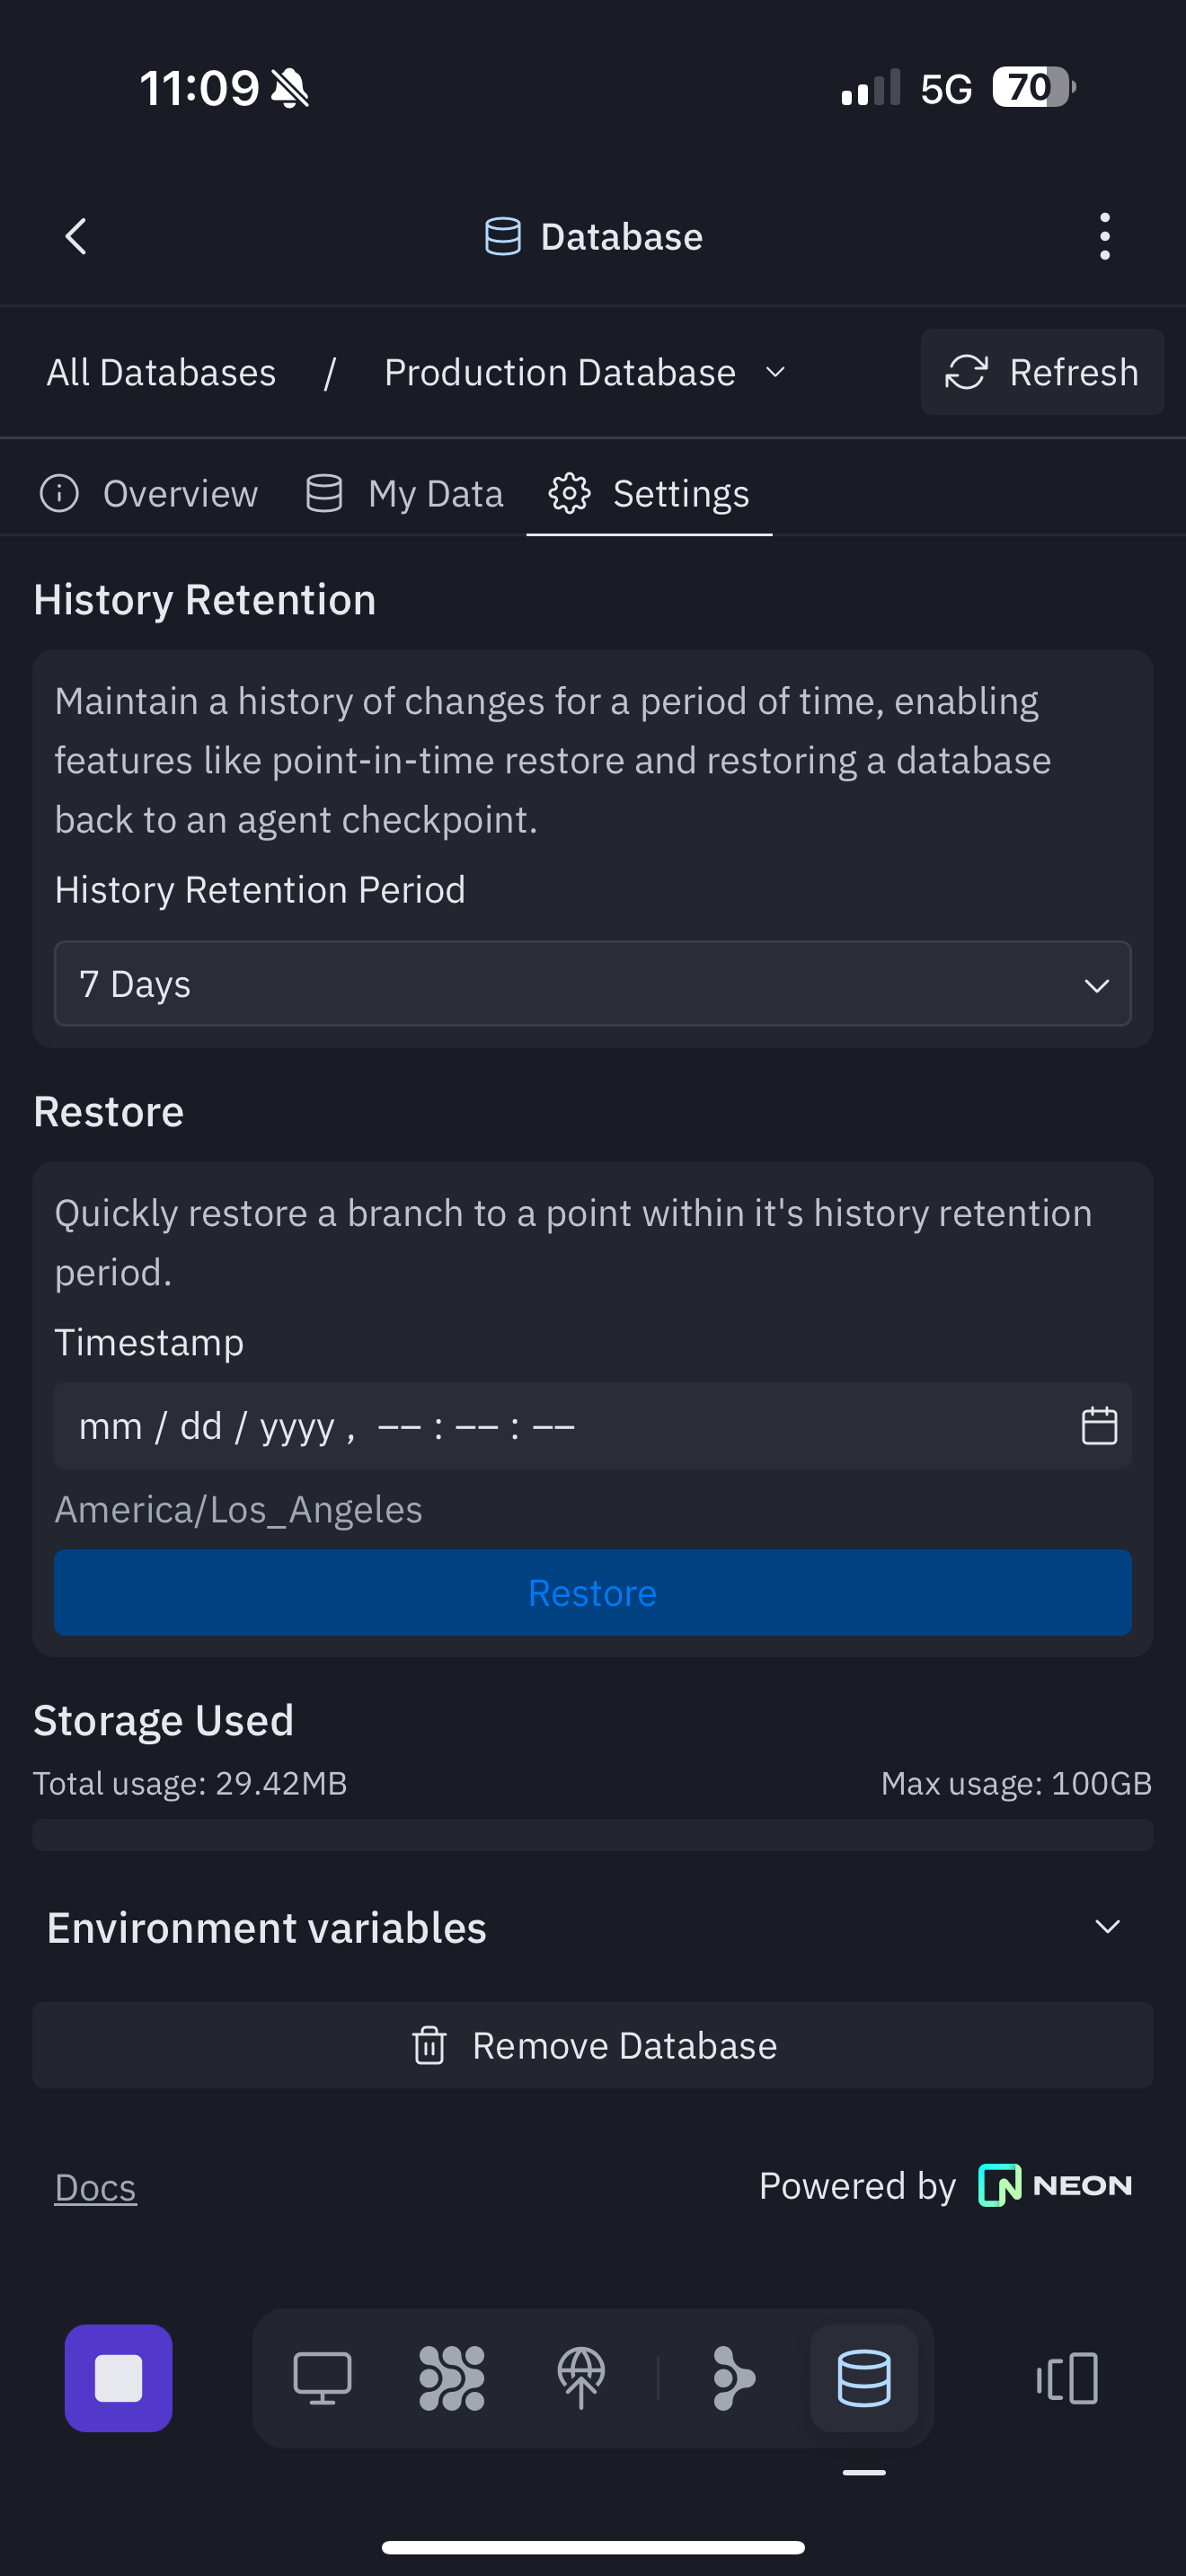 11:09
5G
70
Database
All Databases / Production Database
Refresh
Overview
My Data
Settings
History Retention
Maintain a history of changes for a period of time, enabling
features like point-in-time restore and restoring a database
back to an agent checkpoint.
History Retention Period
7 Days
Restore
Quickly restore a branch to a point within it's history retention
period.
Timestamp
mm / dd / yyyy , –– : –– : ––
America/Los_Angeles
Restore
Storage Used
Total usage: 29.42MB
Max usage: 100GB
Environment variables
Remove Database
Docs
Powered by NEON